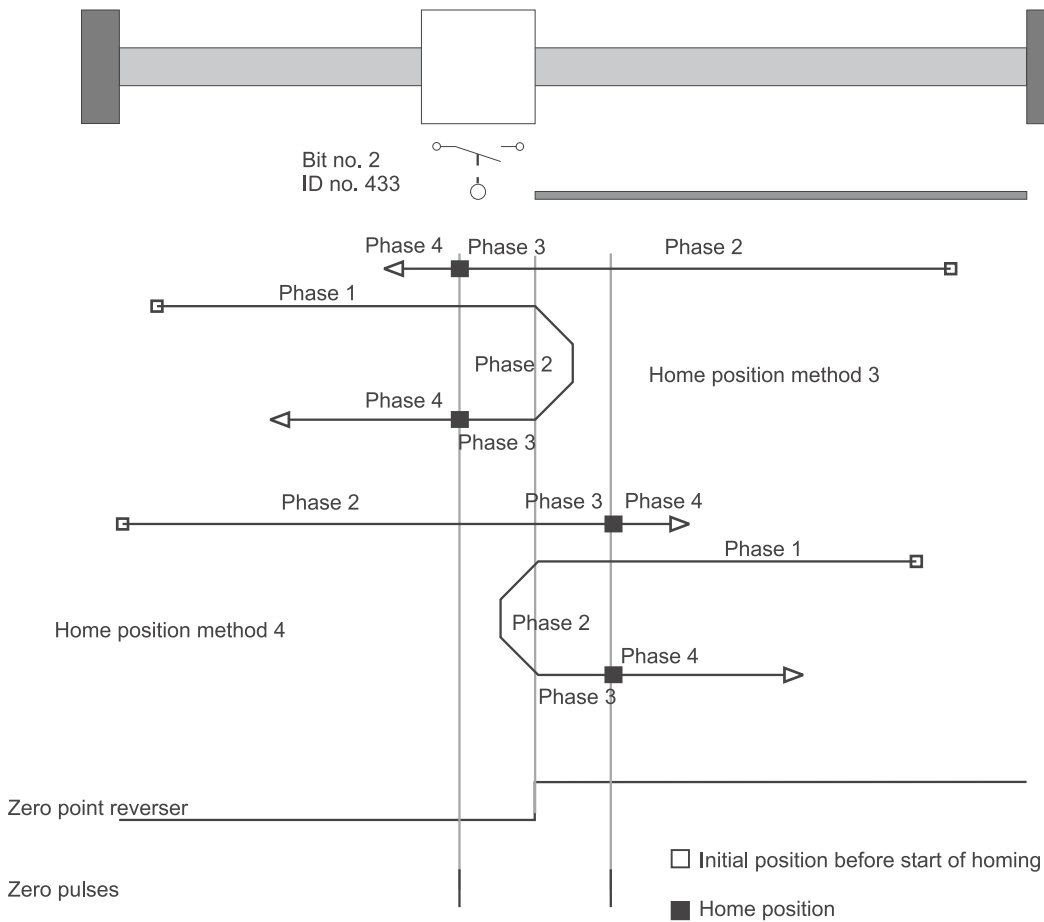 Bit no. 2
ID no. 433
Phase 4 Phase 3 Phase 2
Phase 1
Phase 2
Home position method 3
Phase 4
Phase 3
Phase 2 Phase 3 Phase 4
Phase 1
Phase 2
Home position method 4
Phase 4
Phase 3
Zero point reverser
Initial position before start of homing
Zero pulses
Home position